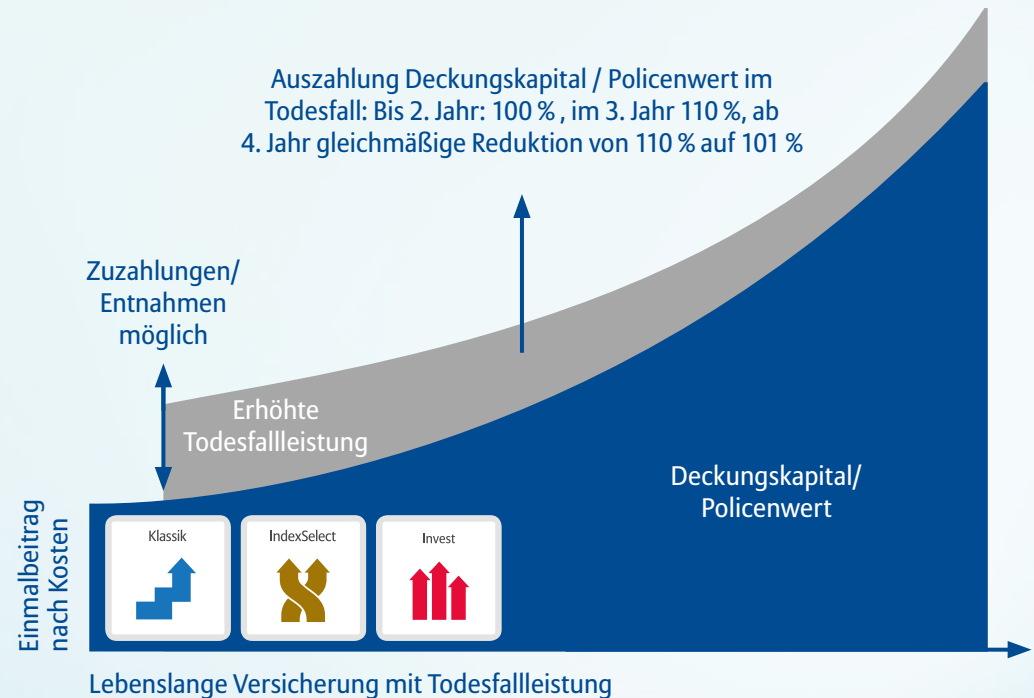 Auszahlung Deckungskapital / Policenwert im
Todesfall: Bis 2. Jahr: 100 % , im 3. Jahr 110 %, ab
4. Jahr gleichmäßige Reduktion von 110 % auf 101 %
Zuzahlungen/
Entnahmen
möglich
Erhöhte
Todesfallleistung
Deckungskapital/
Policenwert
Einmalbeitrag
nach Kosten
Klassik
IndexSelect
Invest
Lebenslange Versicherung mit Todesfallleistung